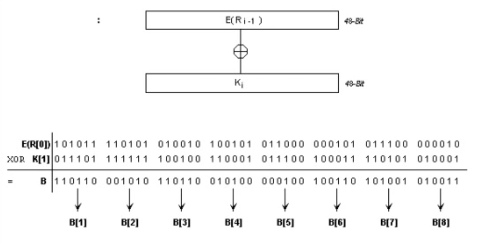 :
E(R i-1 ) 48-Bit
K i 48-Bit
E(R[0]) 101011 110101 010010 100101 011000 000101 011100 000010
XOR K[1] 011101 111111 100100 110001 011100 100011 110101 010001
= B 110110 001010 110110 010100 000100 100110 101001 010011
B[1] B[2] B[3] B[4] B[5] B[6] B[7] B[8]